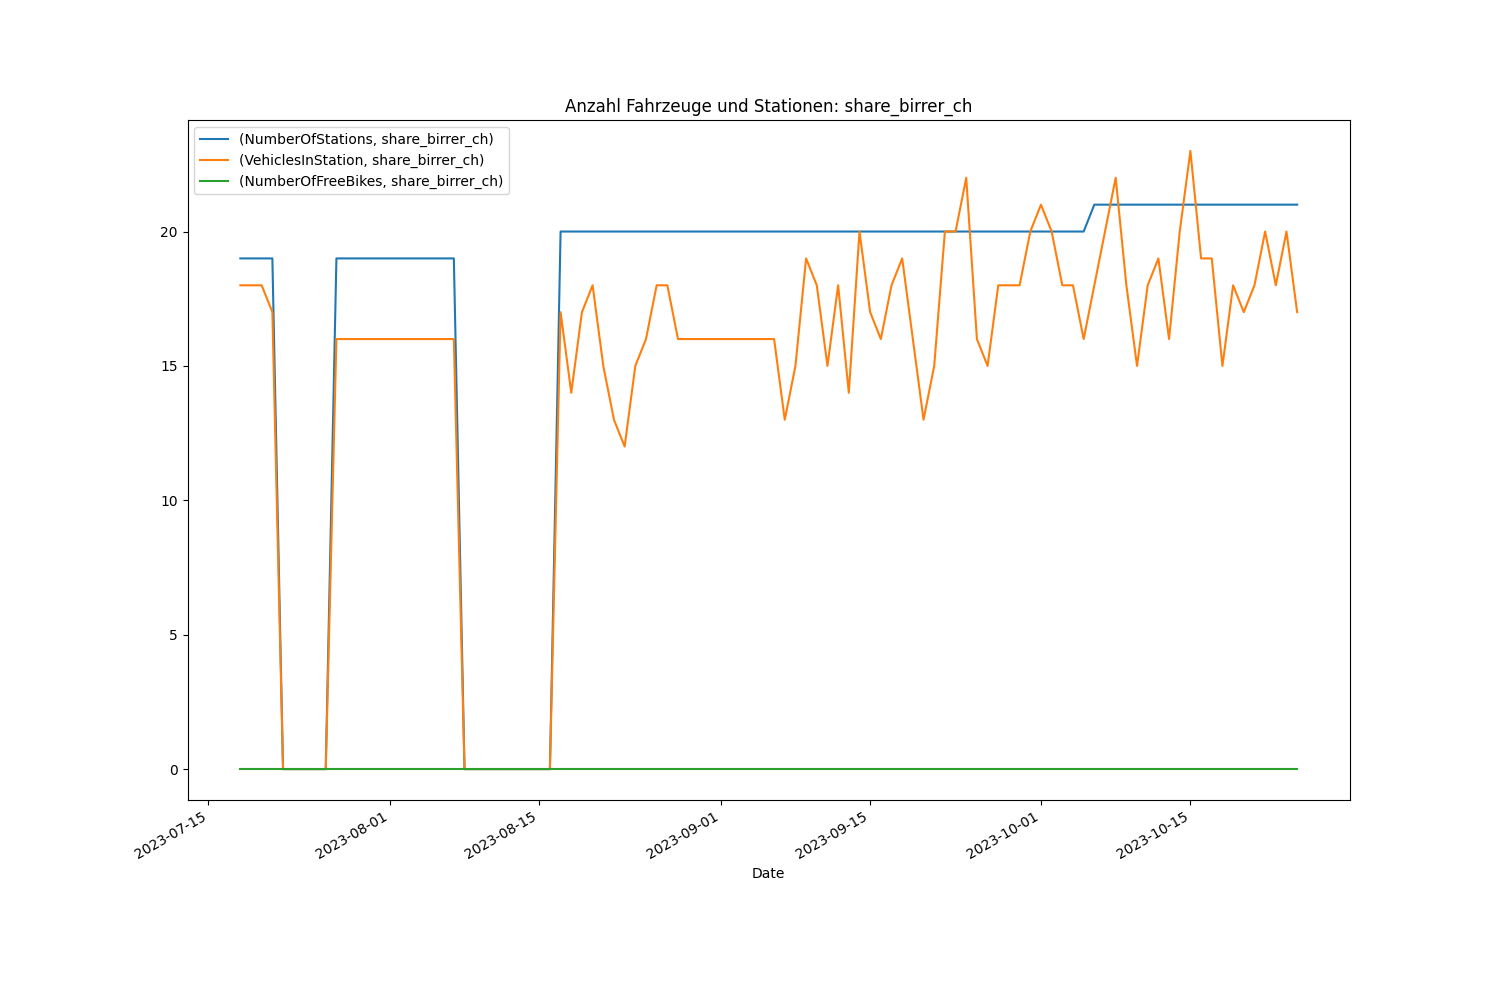 Anzahl Fahrzeuge und Stationen: share_birrer_ch
(NumberOfStations, share_birrer_ch)
(VehiclesInStation, share_birrer_ch)
(NumberOfFreeBikes, share_birrer_ch)
20
15
10
5
0
2023-07-15
2023-08-01
2023-08-15
2023-09-01
2023-09-15
2023-10-01
2023-10-15
Date